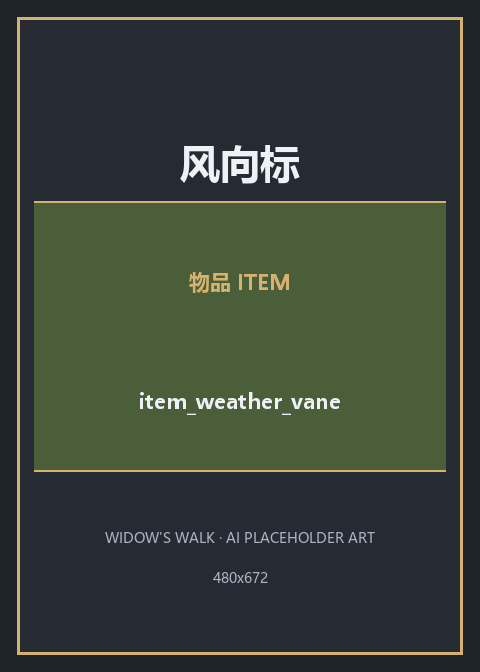 风向标
物品 ITEM
item_weather_vane
WIDOW'S WALK · AI PLACEHOLDER ART
480x672